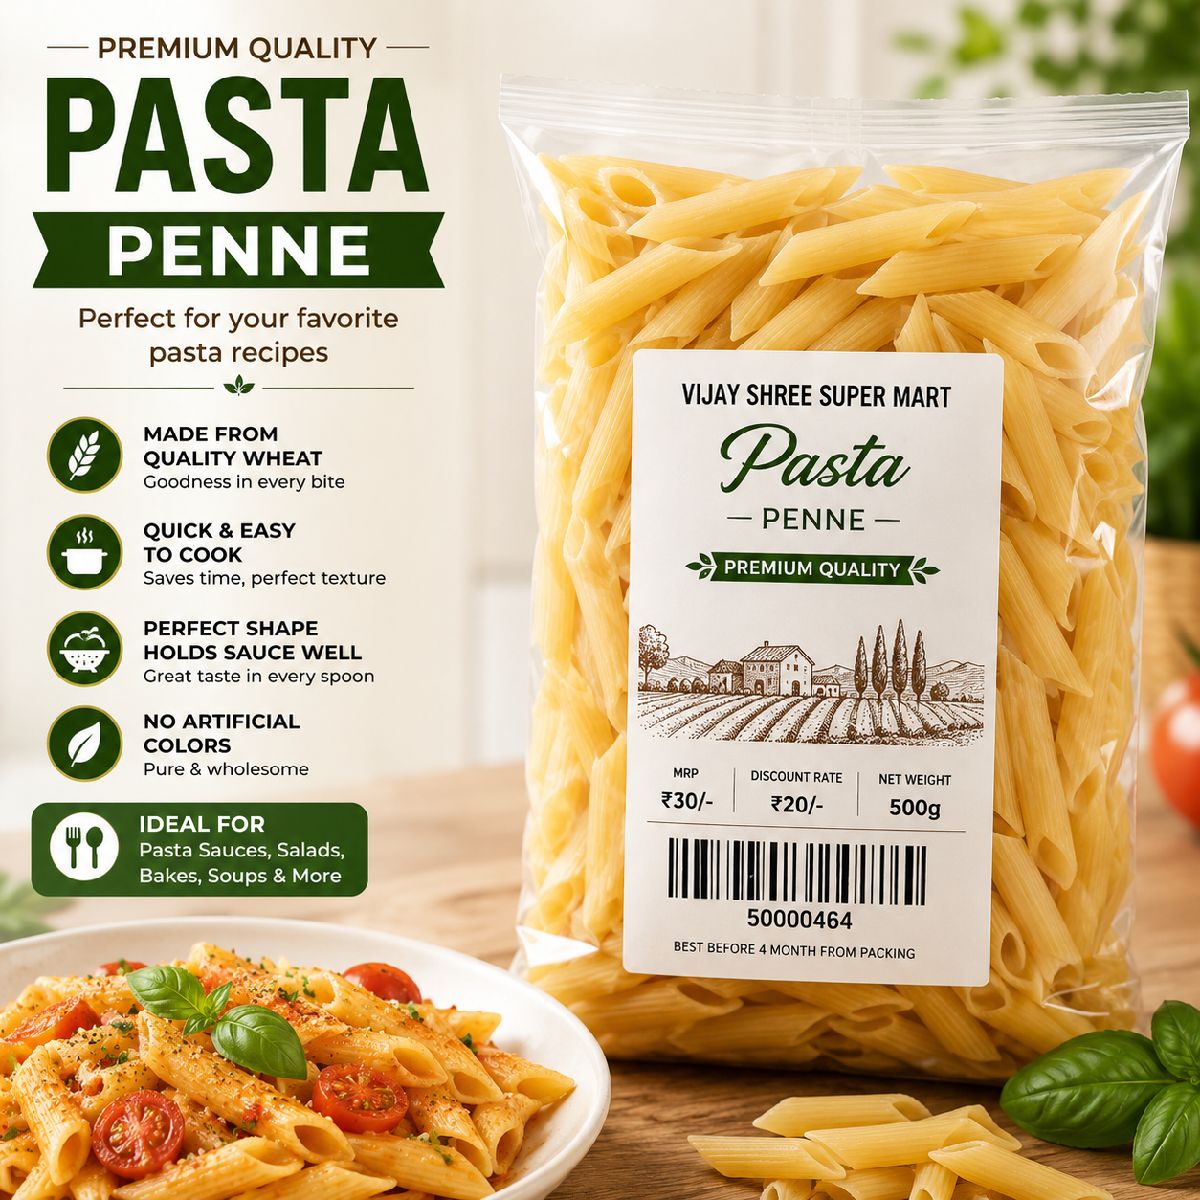 PREMIUM QUALITY
PASTA
PENNE
Perfect for your favorite
pasta recipes
MADE FROM
QUALITY WHEAT
Goodness in every bite
QUICK & EASY
TO COOK
Saves time, perfect texture
PERFECT SHAPE
HOLDS SAUCE WELL
Great taste in every spoon
NO ARTIFICIAL
COLORS
Pure & wholesome
IDEAL FOR
Pasta Sauces, Salads,
Bakes, Soups & More
VIJAY SHREE SUPER MART
Pasta
PENNE
PREMIUM QUALITY
MRP
₹30/-
DISCOUNT RATE
₹20/-
NET WEIGHT
500g
50000464
BEST BEFORE 4 MONTH FROM PACKING